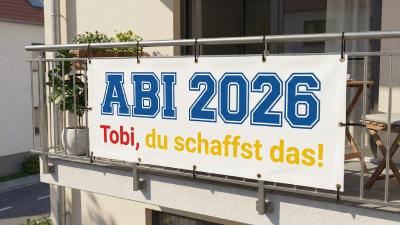 ABI 2026
Tobi, du schaffst das!